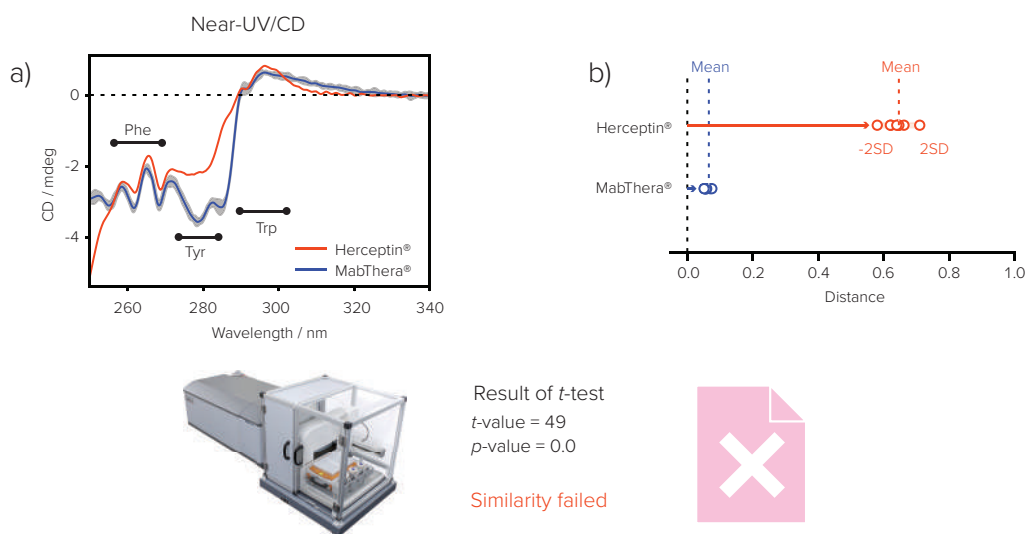 Near-UV/CD
a)
0
-2
-4
CD / mdeg
Phe
Tyr
Trp
Herceptin®
MabThera®
260
280
300
320
340
Wavelength / nm
b)
Mean
Mean
Herceptin®
-2SD
2SD
MabThera®
0.0
0.2
0.4
0.6
0.8
1.0
Distance
Result of t-test
t-value = 49
p-value = 0.0
Similarity failed